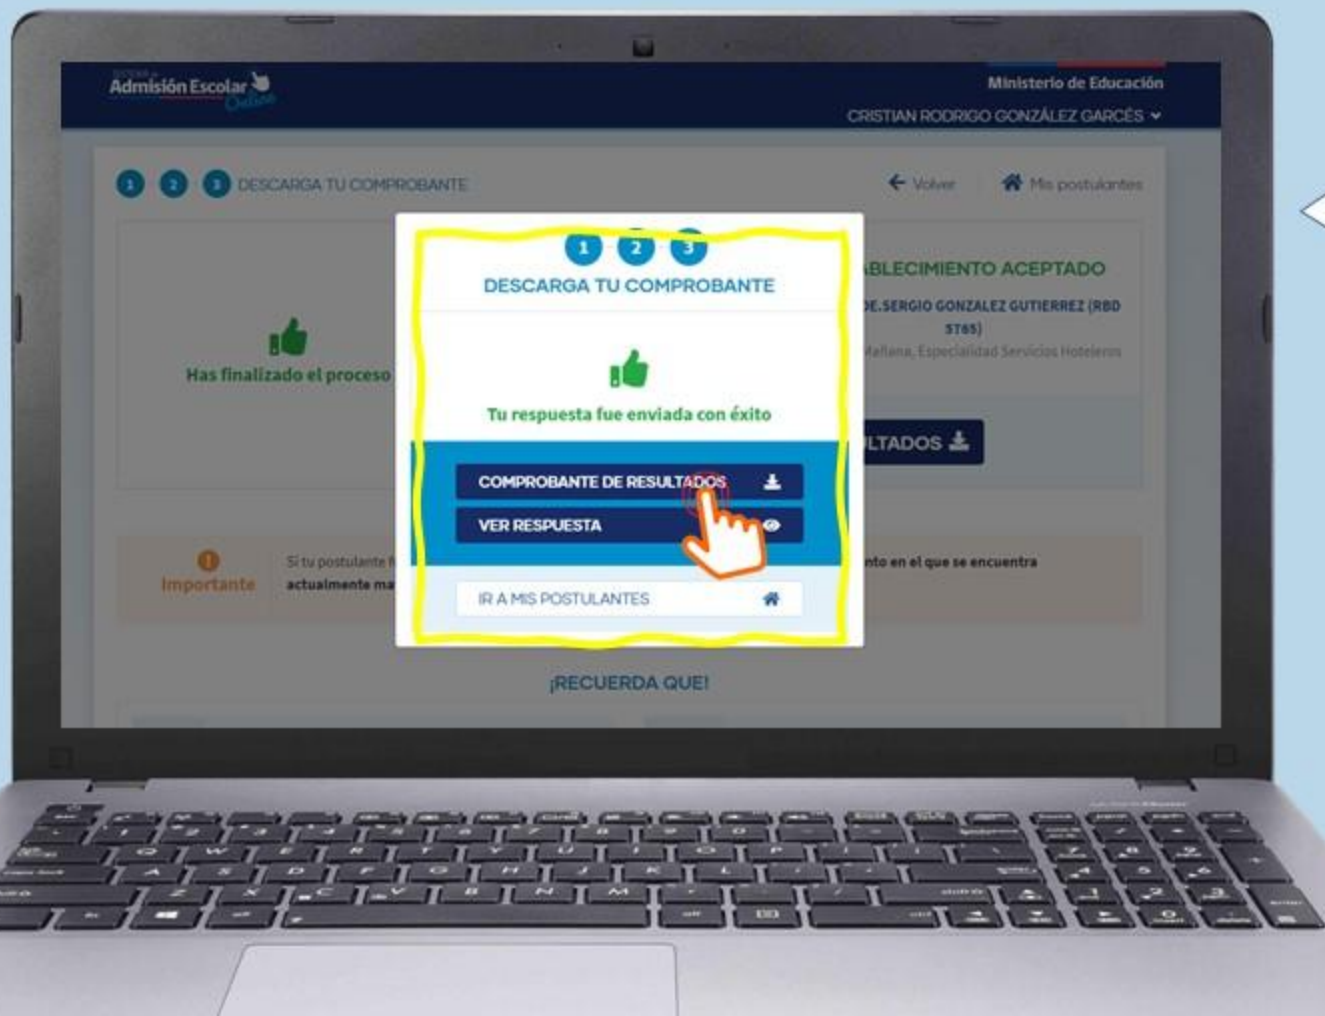 Admisión Escolar
Online
Ministerio de Educación
CRISTIAN RODRIGO GONZÁLEZ GARCÉS
1 2 3 DESCARGA TU COMPROBANTE
Volver
Mis postulantes
Has finalizado el proceso
1 2 3
DESCARGA TU COMPROBANTE
Tu respuesta fue enviada con éxito
COMPROBANTE DE RESULTADOS
VER RESPUESTA
IR A MIS POSTULANTES
ABLECIMIENTO ACEPTADO
DE.SERGIO GONZALEZ GUTIERREZ (RBD
5765)
Mañana, Especialidad Servicios Hoteleros
ULTADOS
Importante
Si tu postulante
nto en el que se encuentra
actualmente ma
¡RECUERDA QUE!